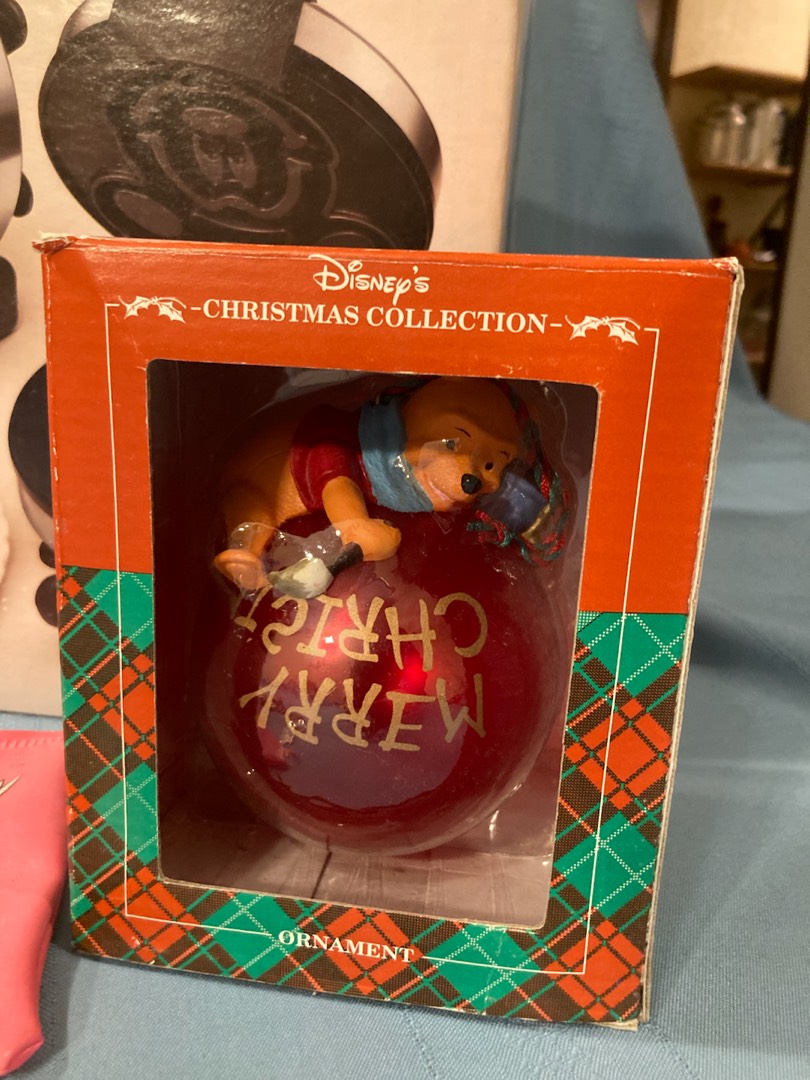 Disney's
CHRISTMAS COLLECTION
MERRY
CHRIST
ORNAMENT